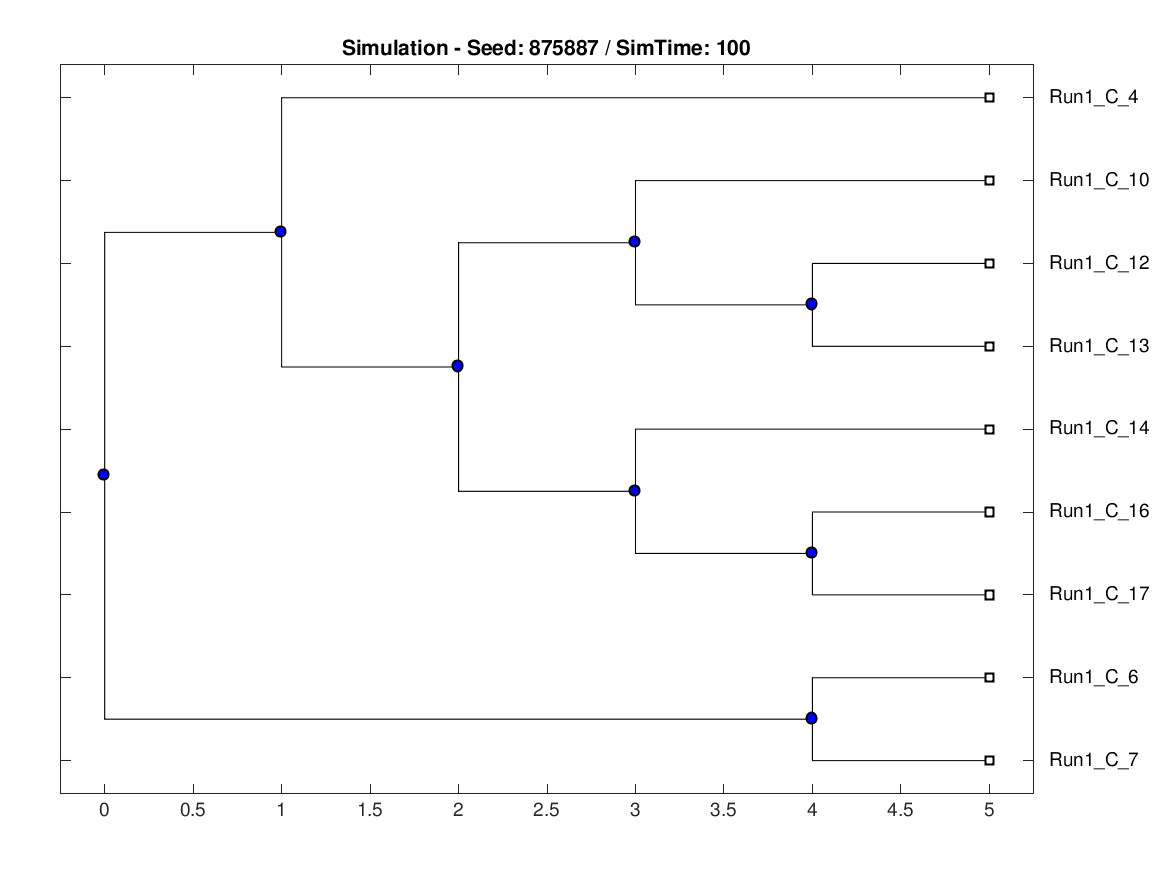 Simulation - Seed: 875887 / SimTime: 100
Run1_C_4
Run1_C_10
Run1_C_12
Run1_C_13
Run1_C_14
Run1_C_16
Run1_C_17
Run1_C_6
Run1_C_7
0 0.5 1 1.5 2 2.5 3 3.5 4 4.5 5